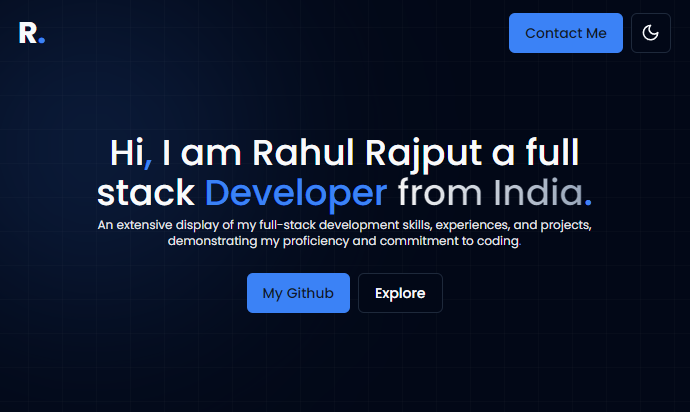 R.
Contact Me
Hi, I am Rahul Rajput a full
stack Developer from India.
An extensive display of my full-stack development skills, experiences, and projects,
demonstrating my proficiency and commitment to coding.
My Github
Explore